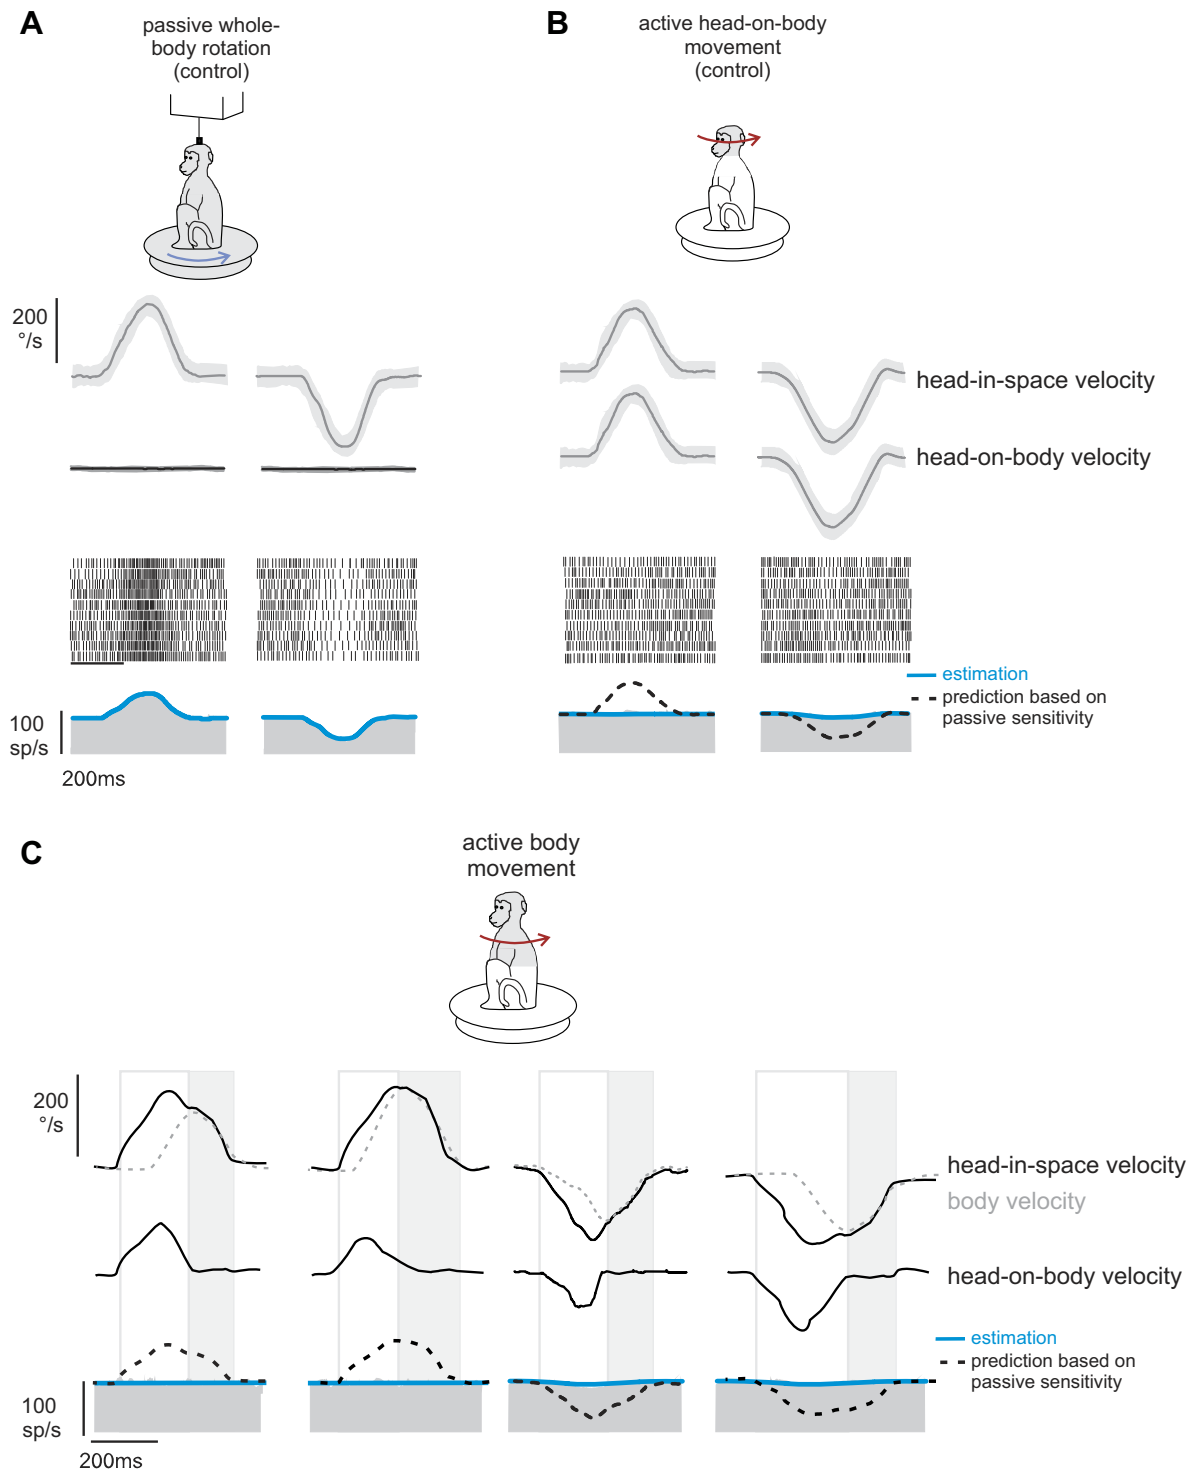 A
passive whole-
body rotation
(control)
B
active head-on-body
movement
(control)
200
°/s
head-in-space velocity
head-on-body velocity
estimation
prediction based on
passive sensitivity
100
sp/s
200ms
C
active body
movement
200
°/s
head-in-space velocity
body velocity
head-on-body velocity
estimation
prediction based on
passive sensitivity
100
sp/s
200ms